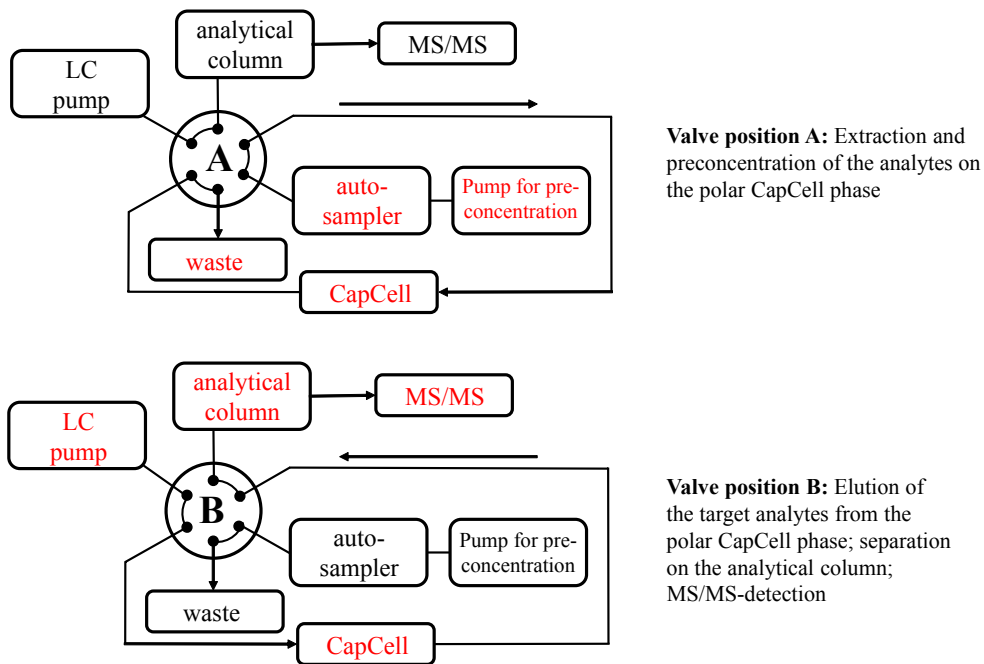 analytical
column
MS/MS
LC
pump
A
auto-
sampler
Pump for pre-
concentration
waste
CapCell
Valve position A: Extraction and
preconcentration of the analytes on
the polar CapCell phase
analytical
column
MS/MS
LC
pump
B
auto-
sampler
Pump for pre-
concentration
waste
CapCell
Valve position B: Elution of
the target analytes from the
polar CapCell phase; separation
on the analytical column;
MS/MS-detection